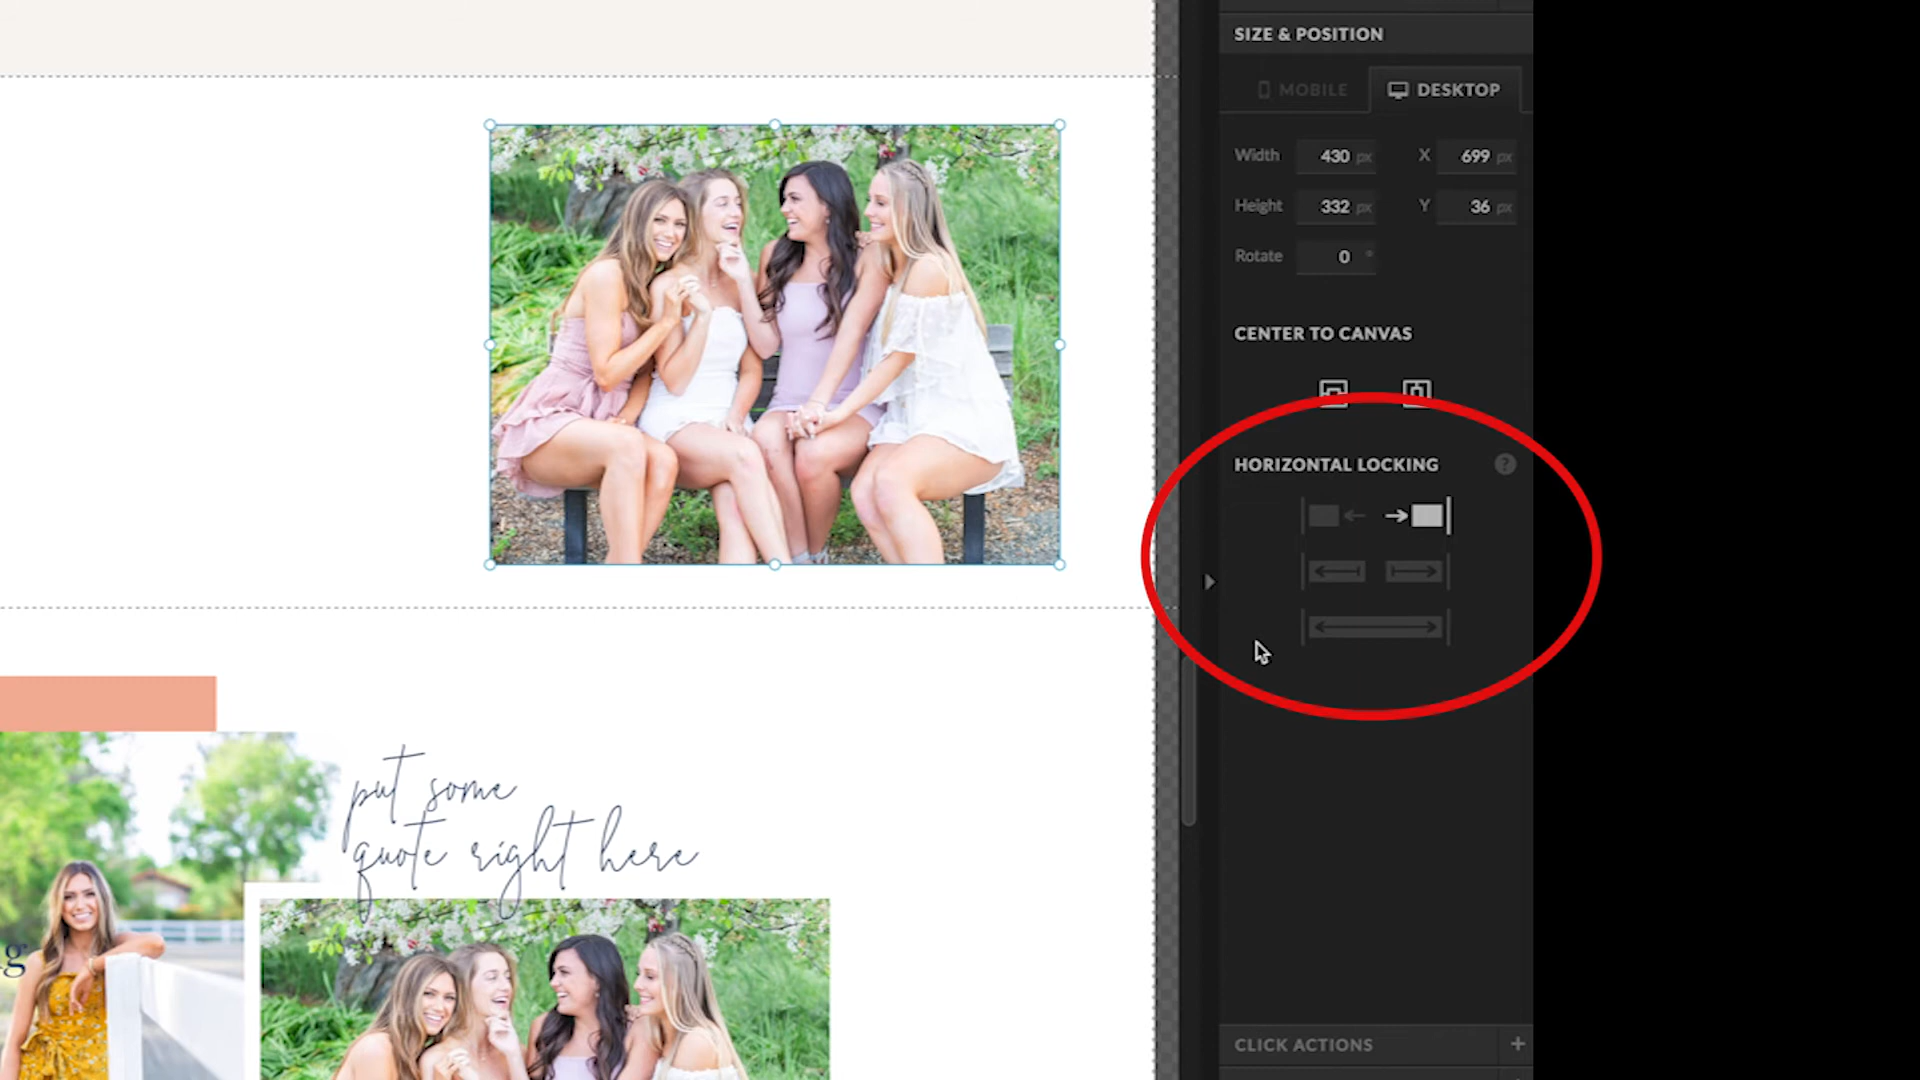 SIZE & POSITION
MOBILE DESKTOP
Width 430 px X 699 px
Height 332 px Y 36 px
Rotate 0 °
CENTER TO CANVAS
HORIZONTAL LOCKING ?
put some
quote right here
g
CLICK ACTIONS +